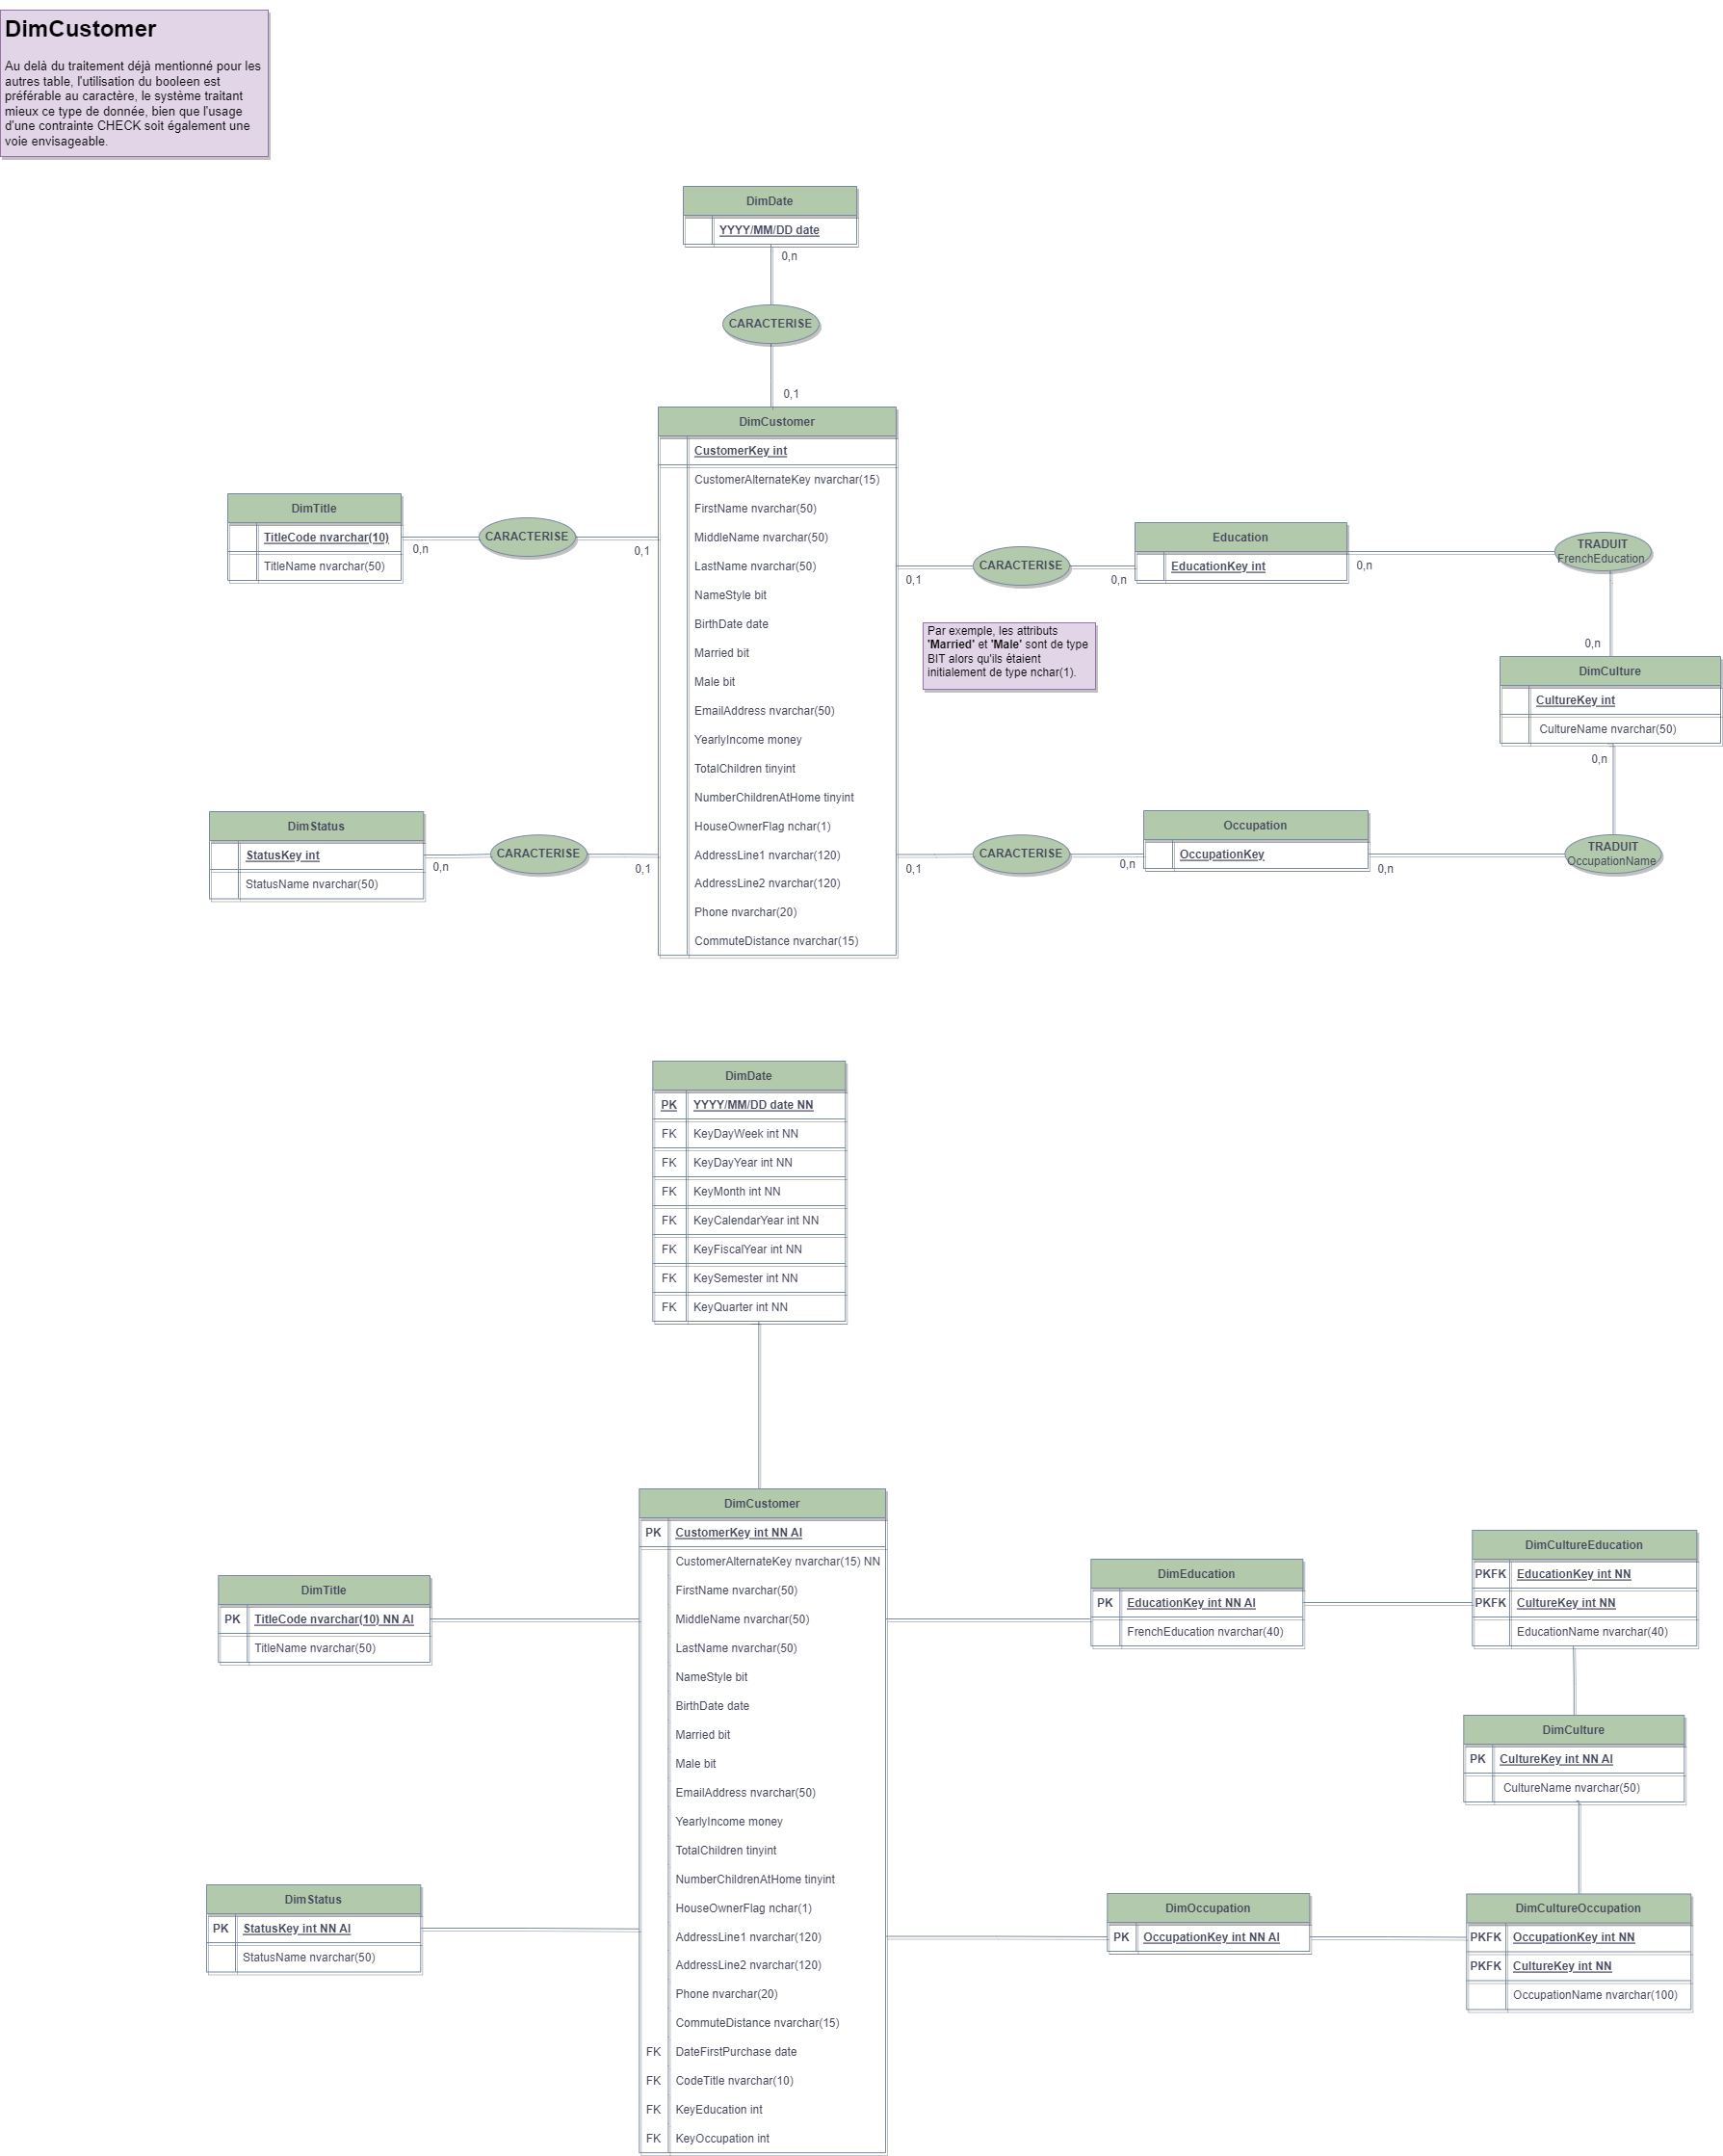 DimCustomer
Au delà du traitement déjà mentionné pour les
autres table, l'utilisation du booleen est
préférable au caractère, le système traitant
mieux ce type de donnée, bien que l'usage
d'une contrainte CHECK soit également une
voie envisageable.
DimDate
YYYY/MM/DD date
0,n
CARACTERISE
0,1
DimCustomer
CustomerKey int
CustomerAlternateKey nvarchar(15)
FirstName nvarchar(50)
MiddleName nvarchar(50)
LastName nvarchar(50)
NameStyle bit
BirthDate date
Married bit
Male bit
EmailAddress nvarchar(50)
YearlyIncome money
TotalChildren tinyint
NumberChildrenAtHome tinyint
HouseOwnerFlag nchar(1)
AddressLine1 nvarchar(120)
AddressLine2 nvarchar(120)
Phone nvarchar(20)
CommuteDistance nvarchar(15)
DimTitle
TitleCode nvarchar(10)
TitleName nvarchar(50)
0,n
CARACTERISE
0,1
DimStatus
StatusKey int
StatusName nvarchar(50)
0,n
CARACTERISE
0,1
0,1
CARACTERISE
0,n
Education
EducationKey int
0,n
TRADUIT
FrenchEducation
0,n
Par exemple, les attributs
'Married' et 'Male' sont de type
BIT alors qu'ils étaient
initialement de type nchar(1).
DimCulture
CultureKey int
CultureName nvarchar(50)
0,n
0,1
CARACTERISE
0,n
Occupation
OccupationKey
0,n
TRADUIT
OccupationName
DimDate
PK YYYY/MM/DD date NN
FK KeyDayWeek int NN
FK KeyDayYear int NN
FK KeyMonth int NN
FK KeyCalendarYear int NN
FK KeyFiscalYear int NN
FK KeySemester int NN
FK KeyQuarter int NN
DimCustomer
PK CustomerKey int NN AI
CustomerAlternateKey nvarchar(15) NN
FirstName nvarchar(50)
MiddleName nvarchar(50)
LastName nvarchar(50)
NameStyle bit
BirthDate date
Married bit
Male bit
EmailAddress nvarchar(50)
YearlyIncome money
TotalChildren tinyint
NumberChildrenAtHome tinyint
HouseOwnerFlag nchar(1)
AddressLine1 nvarchar(120)
AddressLine2 nvarchar(120)
Phone nvarchar(20)
CommuteDistance nvarchar(15)
FK DateFirstPurchase date
FK CodeTitle nvarchar(10)
FK KeyEducation int
FK KeyOccupation int
DimTitle
PK TitleCode nvarchar(10) NN AI
TitleName nvarchar(50)
DimStatus
PK StatusKey int NN AI
StatusName nvarchar(50)
DimEducation
PK EducationKey int NN AI
FrenchEducation nvarchar(40)
DimCultureEducation
PKFK EducationKey int NN
PKFK CultureKey int NN
EducationName nvarchar(40)
DimCulture
PK CultureKey int NN AI
CultureName nvarchar(50)
DimOccupation
PK OccupationKey int NN AI
DimCultureOccupation
PKFK OccupationKey int NN
PKFK CultureKey int NN
OccupationName nvarchar(100)